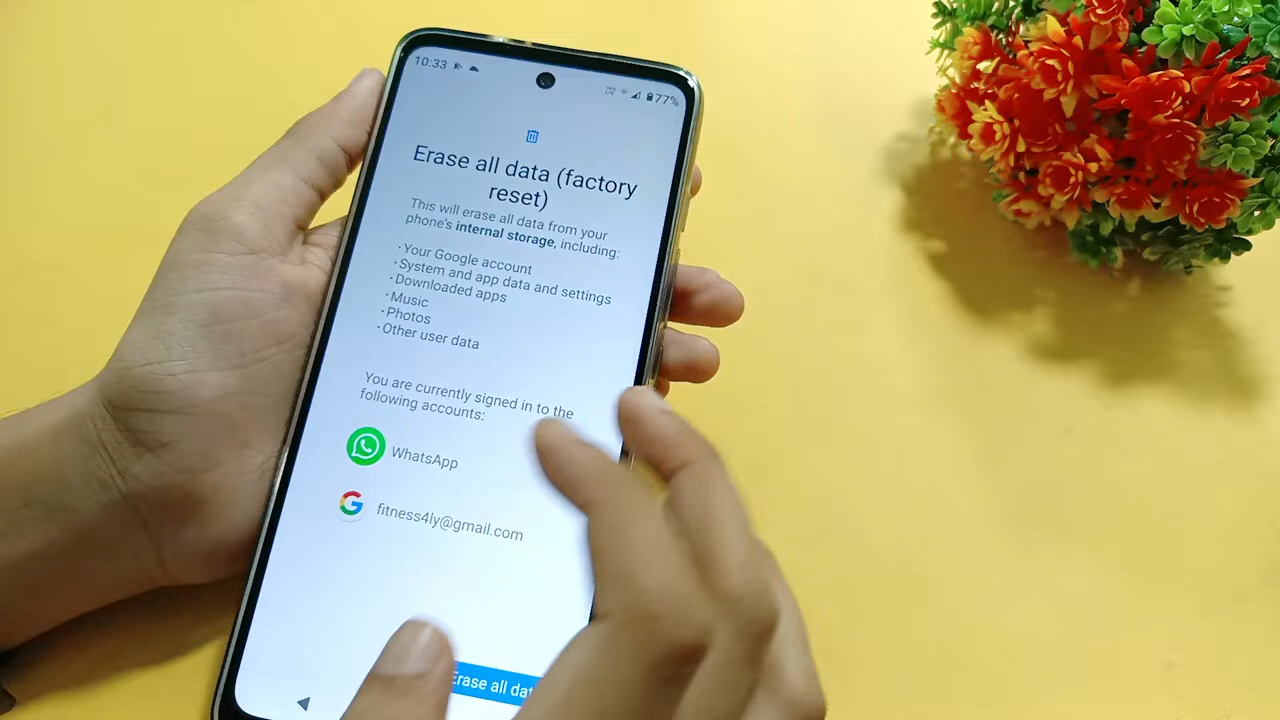 10:33
77%
Erase all data (factory
reset)
This will erase all data from your
phone's internal storage, including:
· Your Google account
· System and app data and settings
· Downloaded apps
· Music
· Photos
· Other user data
You are currently signed in to the
following accounts:
WhatsApp
fitness4ly@gmail.com
Erase all dat